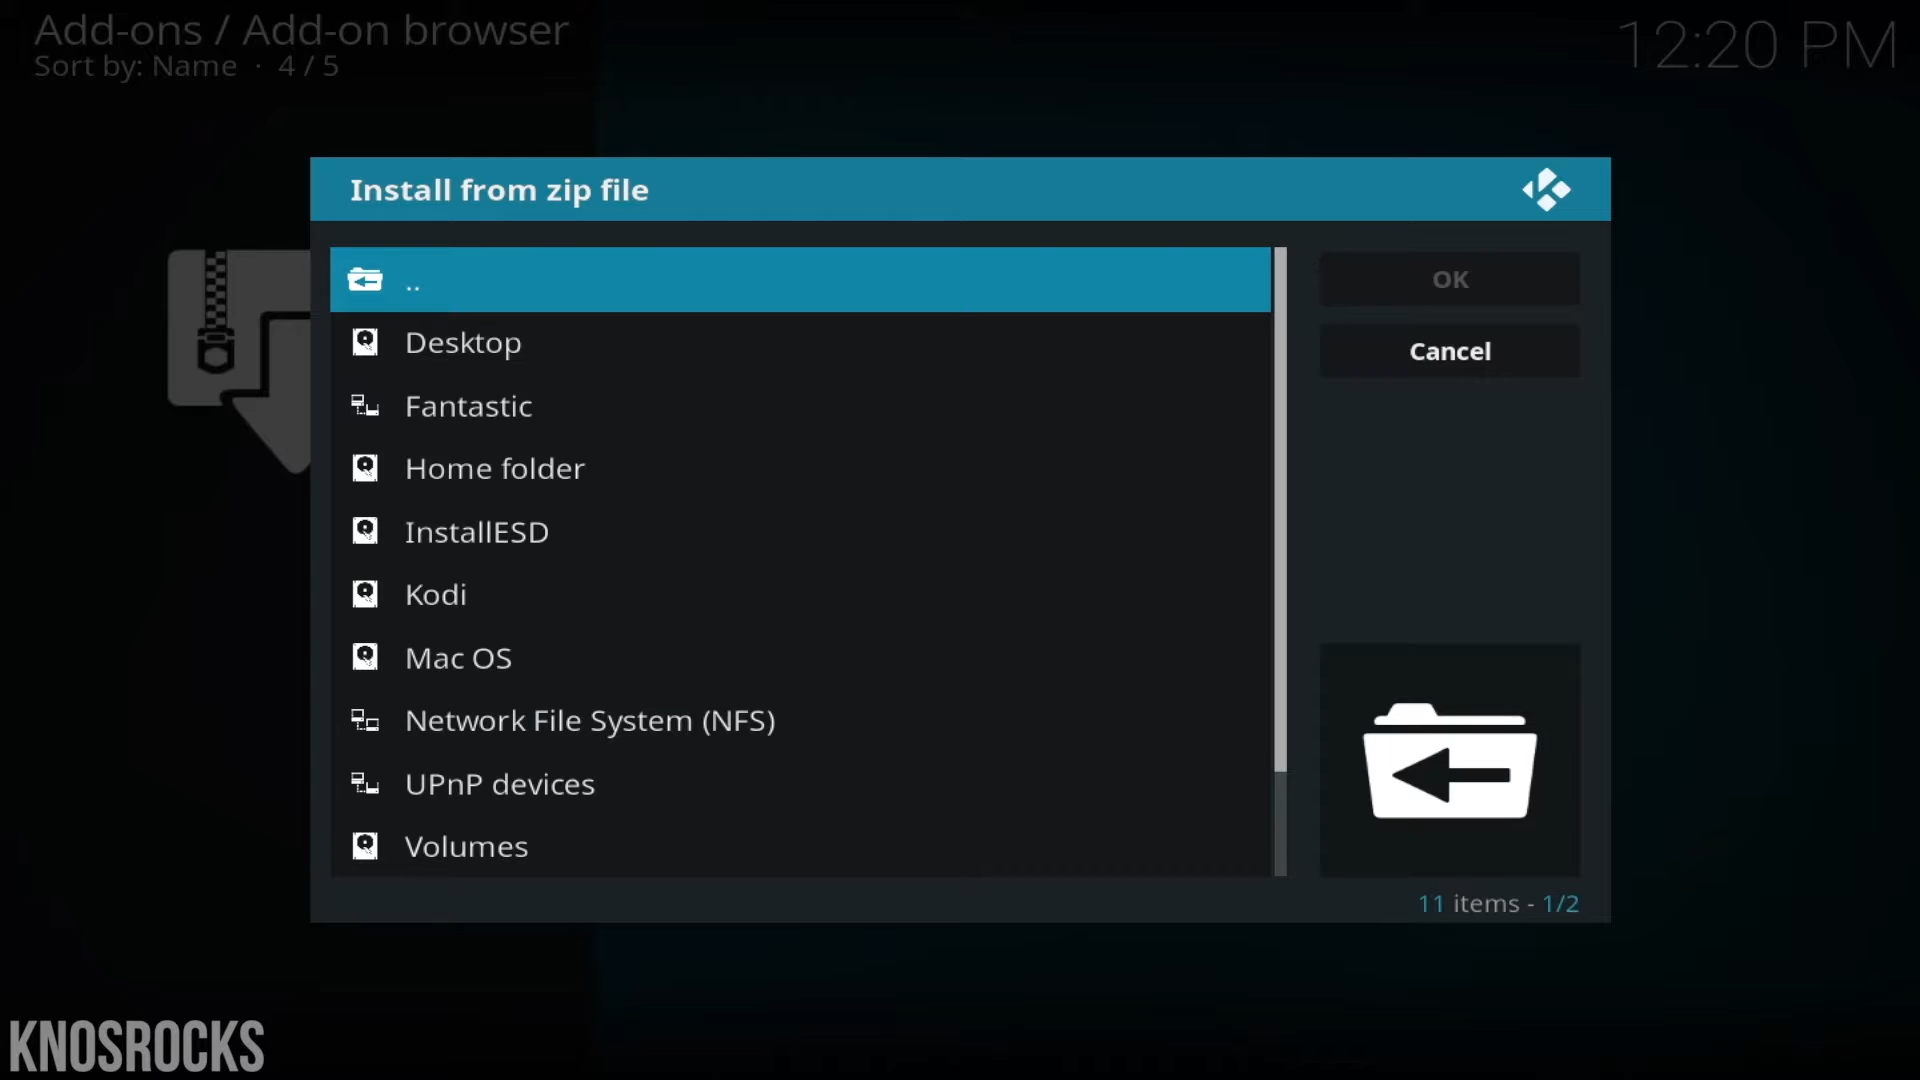 Add-ons / Add-on browser
Sort by: Name · 4 / 5
12:20 PM
Install from zip file
..
Desktop
Fantastic
Home folder
InstallESD
Kodi
Mac OS
Network File System (NFS)
UPnP devices
Volumes
OK
Cancel
11 items - 1/2
KNOSROCKS